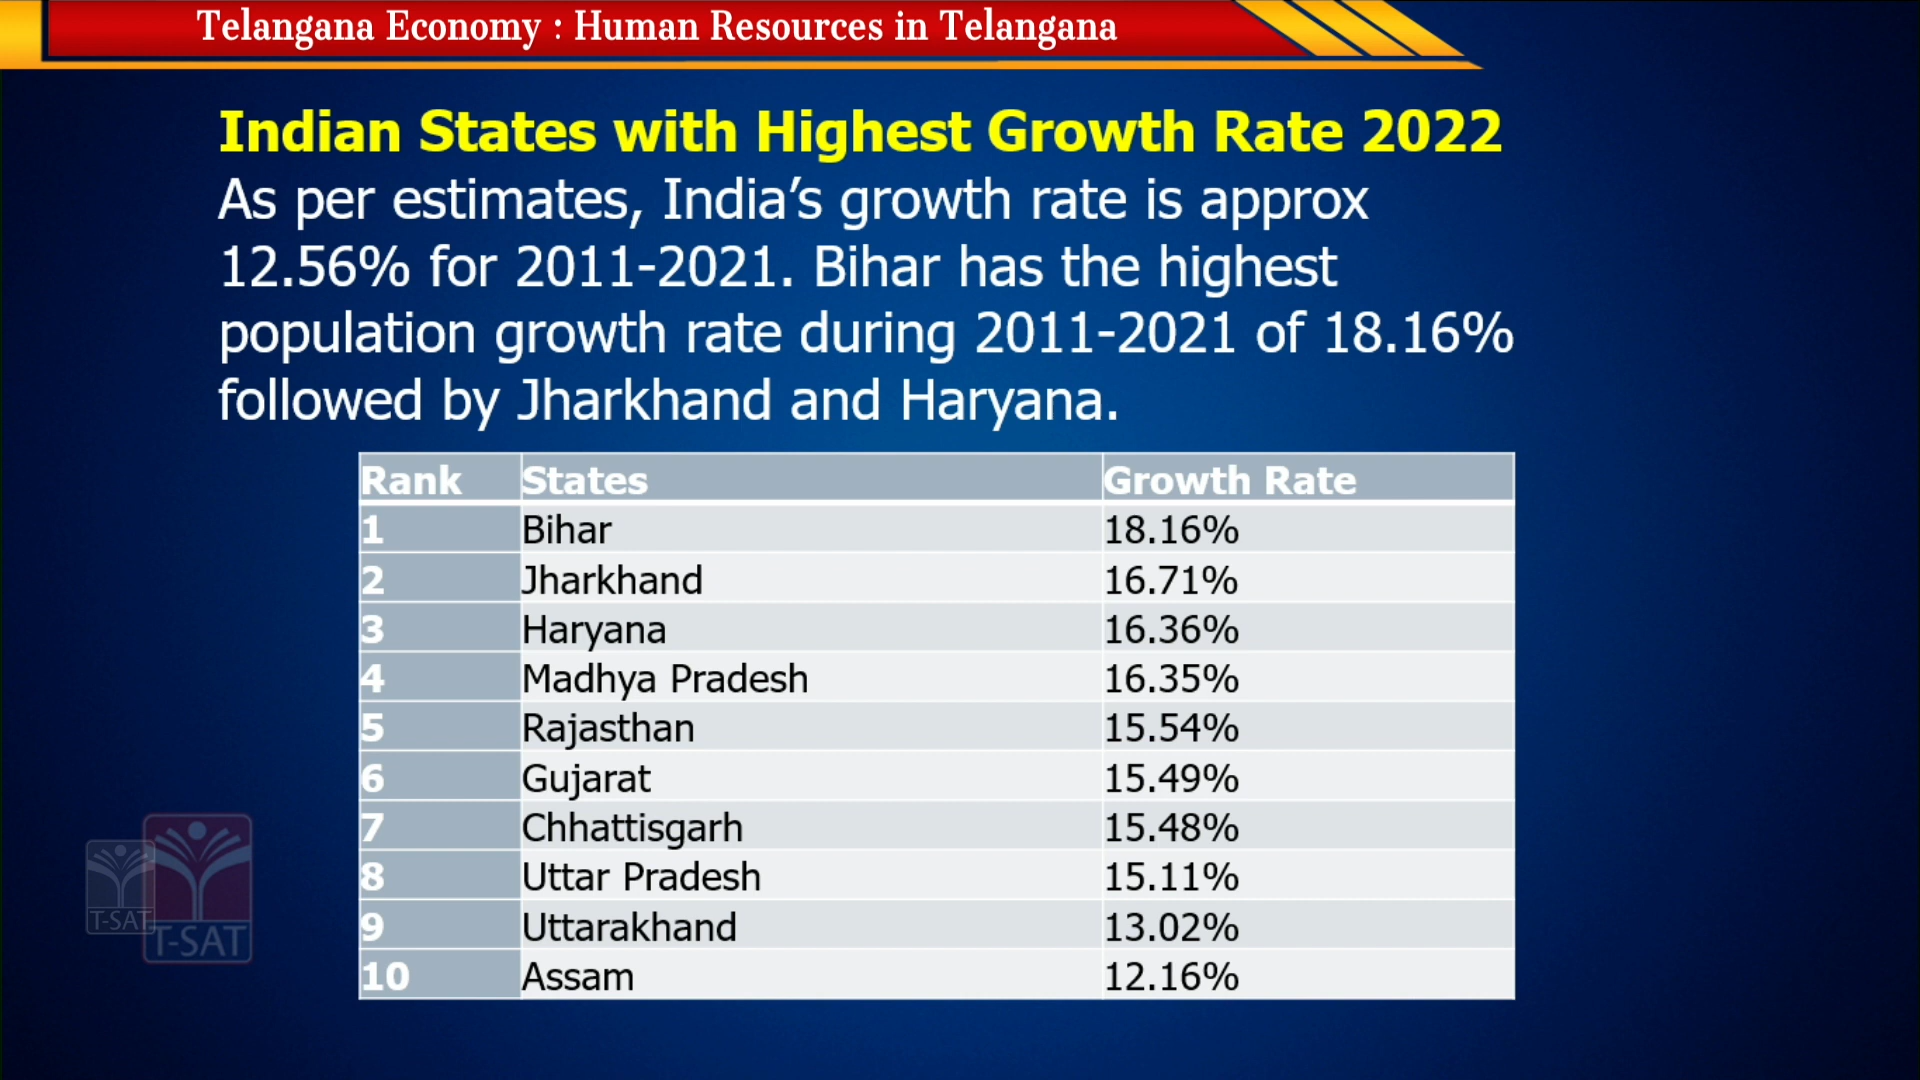 Telangana Economy : Human Resources in Telangana
Indian States with Highest Growth Rate 2022
As per estimates, India’s growth rate is approx
12.56% for 2011-2021. Bihar has the highest
population growth rate during 2011-2021 of 18.16%
followed by Jharkhand and Haryana.
Rank States Growth Rate
1 Bihar 18.16%
2 Jharkhand 16.71%
3 Haryana 16.36%
4 Madhya Pradesh 16.35%
5 Rajasthan 15.54%
6 Gujarat 15.49%
7 Chhattisgarh 15.48%
8 Uttar Pradesh 15.11%
9 Uttarakhand 13.02%
10 Assam 12.16%
T-SAT
T-SAT